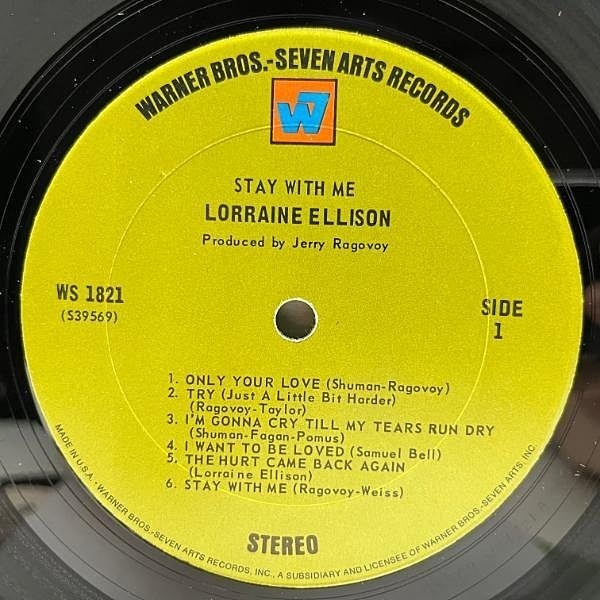 WARNER BROS.-SEVEN ARTS RECORDS
W7
STAY WITH ME
LORRAINE ELLISON
Produced by Jerry Ragovoy
WS 1821
(S39569)
SIDE
1
1. ONLY YOUR LOVE (Shuman-Ragovoy)
2. TRY (Just A Little Bit Harder)
(Ragovoy-Taylor)
3. I'M GONNA CRY TILL MY TEARS RUN DRY
(Shuman-Fagan-Pomus)
4. I WANT TO BE LOVED (Samuel Bell)
5. THE HURT CAME BACK AGAIN
(Lorraine Ellison)
6. STAY WITH ME (Ragovoy-Weiss)
STEREO
MADE IN U.S.A. • WARNER BROS.-SEVEN ARTS RECORDS, INC., A SUBSIDIARY AND LICENSEE OF WARNER BROS.-SEVEN ARTS, INC.